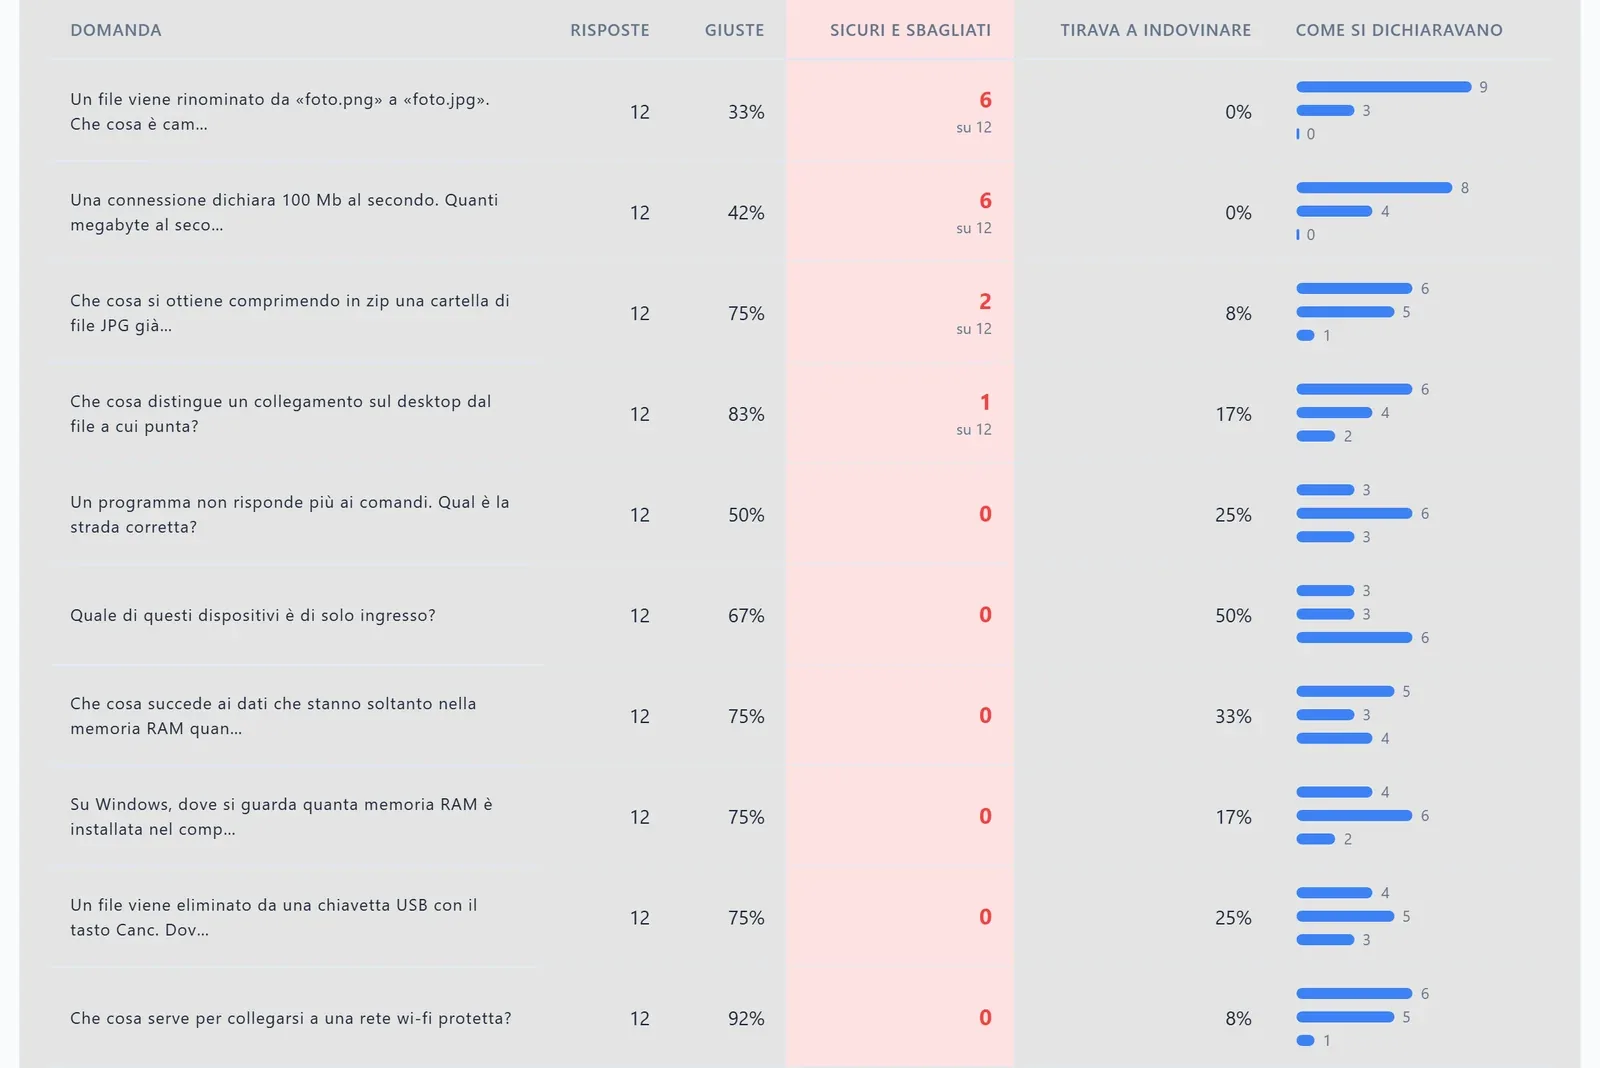 DOMANDA RISPOSTE GIUSTE SICURI E SBAGLIATI TIRAVA A INDOVINARE COME SI DICHIARAVANO
Un file viene rinominato da «foto.png» a «foto.jpg».
Che cosa è cam...
12 33% 6
su 12
0%
9
3
0
Una connessione dichiara 100 Mb al secondo. Quanti
megabyte al seco...
12 42% 6
su 12
0%
8
4
0
Che cosa si ottiene comprimendo in zip una cartella di
file JPG già...
12 75% 2
su 12
8%
6
5
1
Che cosa distingue un collegamento sul desktop dal
file a cui punta?
12 83% 1
su 12
17%
6
4
2
Un programma non risponde più ai comandi. Qual è la
strada corretta?
12 50% 0 25%
3
6
3
Quale di questi dispositivi è di solo ingresso?
12 67% 0 50%
3
3
6
Che cosa succede ai dati che stanno soltanto nella
memoria RAM quan...
12 75% 0 33%
5
3
4
Su Windows, dove si guarda quanta memoria RAM è
installata nel comp...
12 75% 0 17%
4
6
2
Un file viene eliminato da una chiavetta USB con il
tasto Canc. Dov...
12 75% 0 25%
4
5
3
Che cosa serve per collegarsi a una rete wi-fi protetta?
12 92% 0 8%
6
5
1